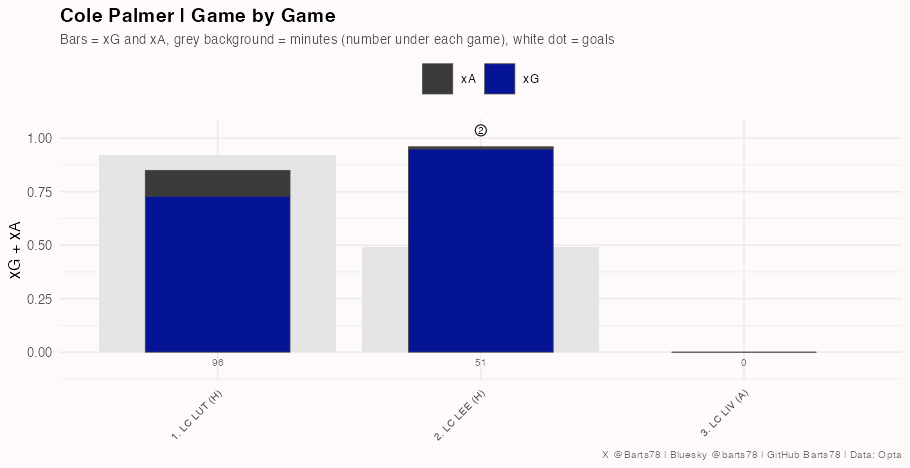 Cole Palmer | Game by Game
Bars = xG and xA, grey background = minutes (number under each game), white dot = goals
xA xG
xG + xA
1.00
0.75
0.50
0.25
0.00
2
96 51 0
1. LC LUT (H)
2. LC LEE (H)
3. LC LIV (A)
X @Barts78 | Bluesky @barts78 | GitHub Barts78 | Data: Opta